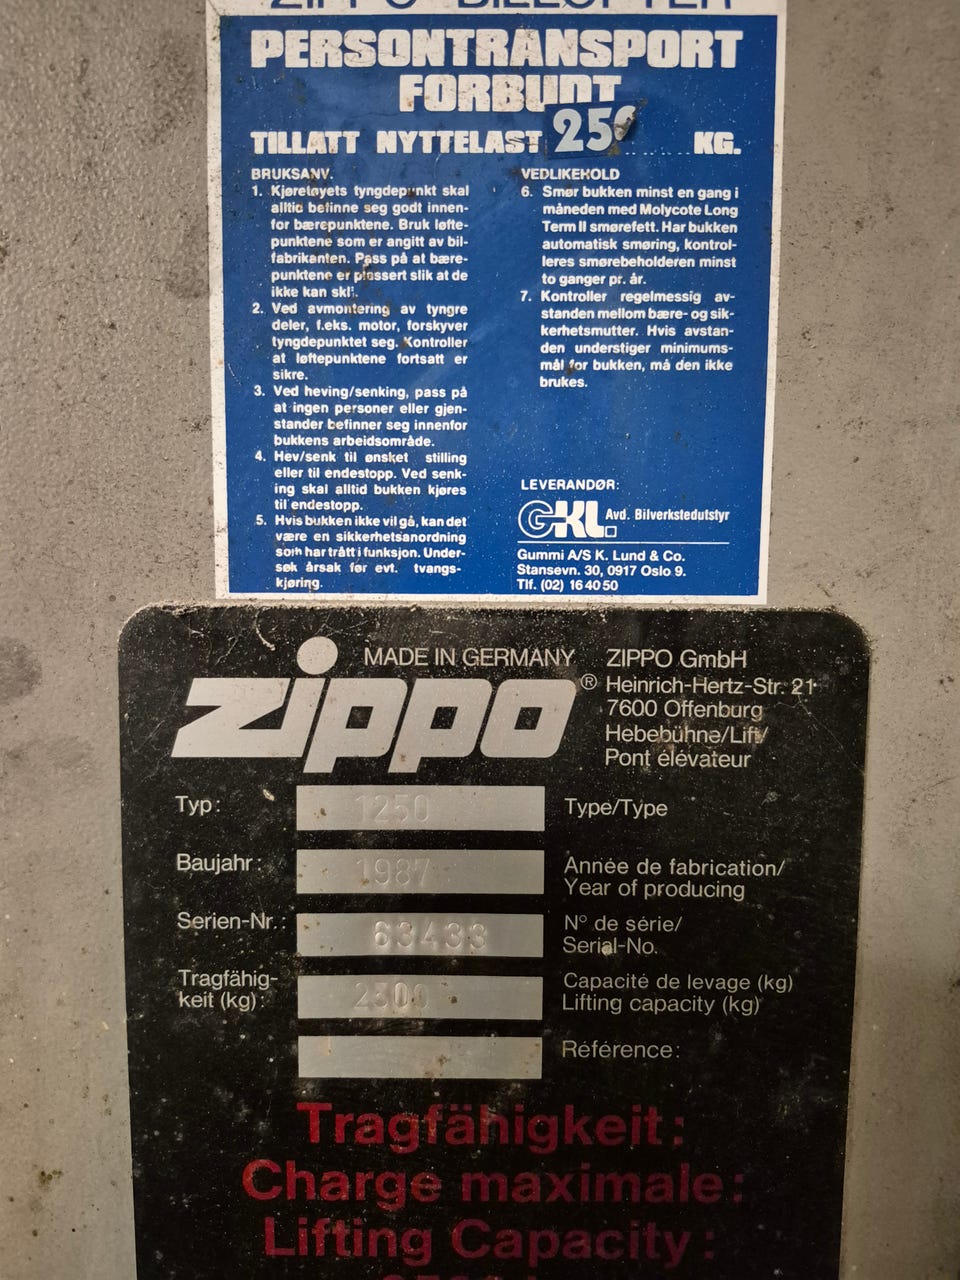 ZIPPO BILLØFTER
PERSONTRANSPORT
FORBUDT
TILLATT NYTTELAST 250 KG.
BRUKSANV.
1. Kjøretøyets tyngdepunkt skal
alltid befinne seg godt innen-
for bærepunktene. Bruk løfte-
punktene som er angitt av bil-
fabrikanten. Pass på at bære-
punktene er plassert slik at de
ikke kan skli.
2. Ved avmontering av tyngre
deler, f.eks. motor, forskyver
tyngdepunktet seg. Kontroller
at løftepunktene fortsatt er
sikre.
3. Ved heving/senking, pass på
at ingen personer eller gjen-
stander befinner seg innenfor
bukkens arbeidsområde.
4. Hev/senk til ønsket stilling
eller til endestopp. Ved senk-
ing skal alltid bukken kjøres
til endestopp.
5. Hvis bukken ikke vil gå, kan det
være en sikkerhetsanordning
som har trått i funksjon. Under-
søk årsak før evt. tvangs-
kjøring.
VEDLIKEHOLD
6. Smør bukken minst en gang i
måneden med Molycote Long
Term II smørefett. Har bukken
automatisk smøring, kontrol-
leres smørebeholderen minst
to ganger pr. år.
7. Kontroller regelmessig av-
standen mellom bære- og sik-
kerhetsmutter. Hvis avstan-
den understiger minimums-
mål for bukken, må den ikke
brukes.
LEVERANDØR:
GKL. Avd. Bilverkstedutstyr
Gummi A/S K. Lund & Co.
Stansevn. 30, 0917 Oslo 9.
Tlf. (02) 16 40 50
zippo® MADE IN GERMANY
ZIPPO GmbH
Heinrich-Hertz-Str. 21
7600 Offenburg
Hebebühne/Lift/
Pont élévateur
Typ: 1250 Type/Type
Baujahr: 1987 Année de fabrication/
Year of producing
Serien-Nr.: 63433 N° de série/
Serial-No.
Tragfähig-
keit (kg): 2500 Capacité de levage (kg)
Lifting capacity (kg)
Référence:
Tragfähigkeit:
Charge maximale:
Lifting Capacity: